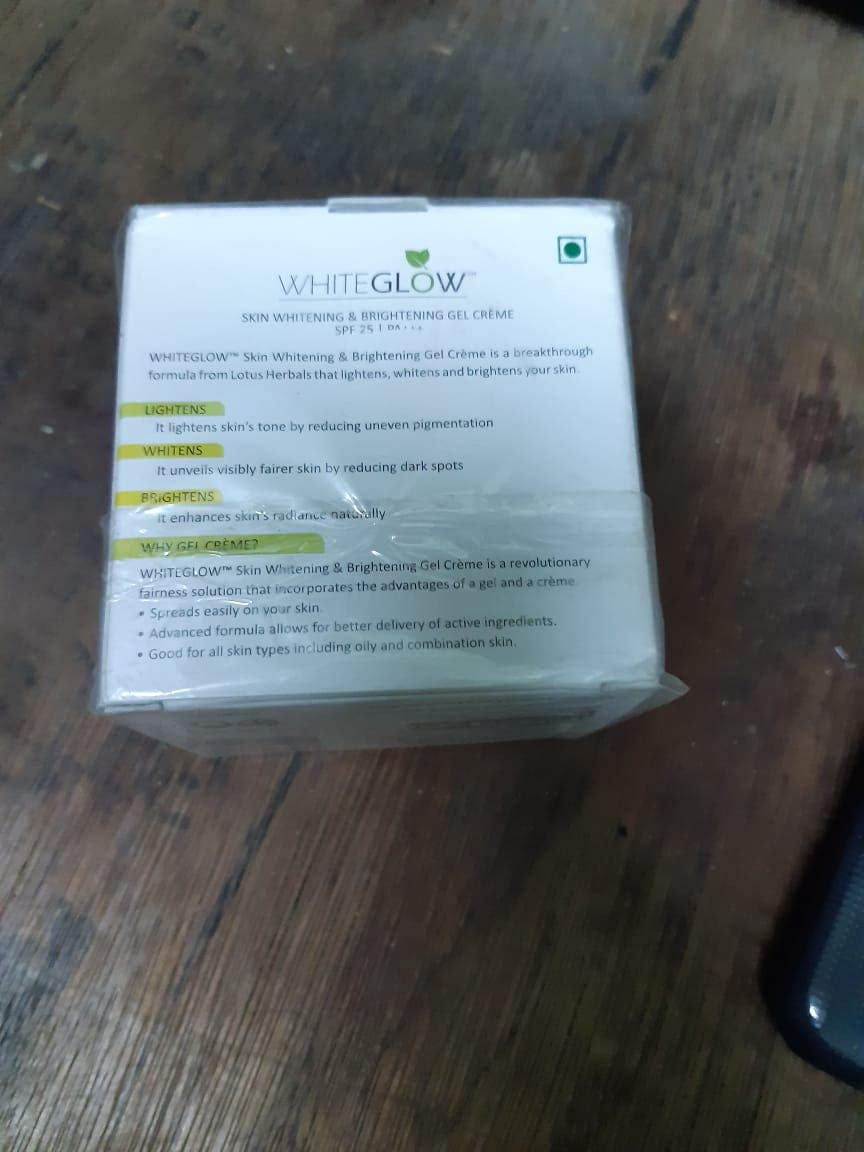 WHITEGLOW™
SKIN WHITENING & BRIGHTENING GEL CRÈME
SPF 25 | PA+++
WHITEGLOW™ Skin Whitening & Brightening Gel Crème is a breakthrough
formula from Lotus Herbals that lightens, whitens and brightens your skin.
LIGHTENS
It lightens skin's tone by reducing uneven pigmentation
WHITENS
It unveils visibly fairer skin by reducing dark spots
BRIGHTENS
It enhances skin's radiance naturally
WHY GEL CRÈME?
WHITEGLOW™ Skin Whitening & Brightening Gel Crème is a revolutionary
fairness solution that incorporates the advantages of a gel and a crème.
• Spreads easily on your skin.
• Advanced formula allows for better delivery of active ingredients.
• Good for all skin types including oily and combination skin.